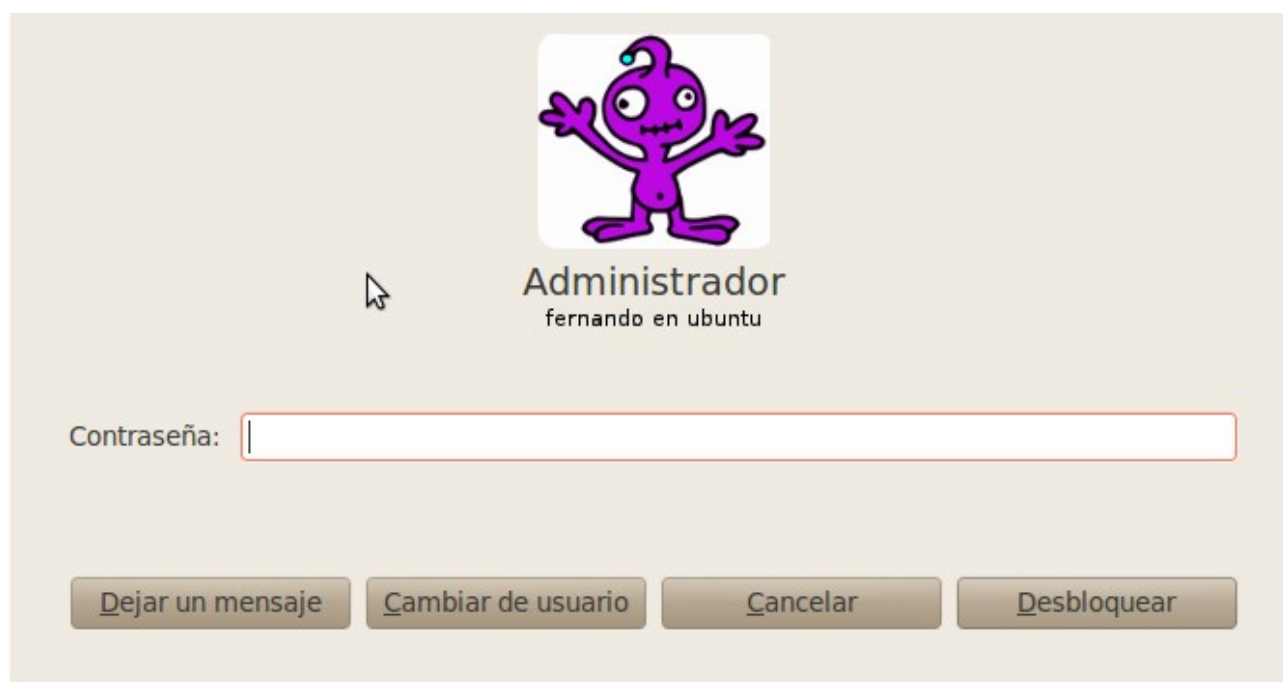 Administrador
fernando en ubuntu
Contraseña:
Dejar un mensaje Cambiar de usuario Cancelar Desbloquear